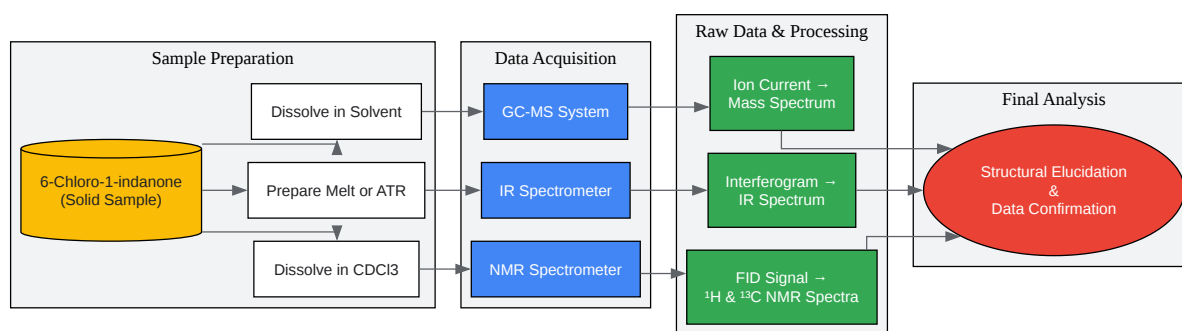 Sample Preparation
6-Chloro-1-indanone
(Solid Sample)
Dissolve in Solvent
Prepare Melt or ATR
Dissolve in CDCl3
Data Acquisition
GC-MS System
IR Spectrometer
NMR Spectrometer
Raw Data & Processing
Ion Current →
Mass Spectrum
Interferogram →
IR Spectrum
FID Signal →
¹H & ¹³C NMR Spectra
Final Analysis
Structural Elucidation
&
Data Confirmation